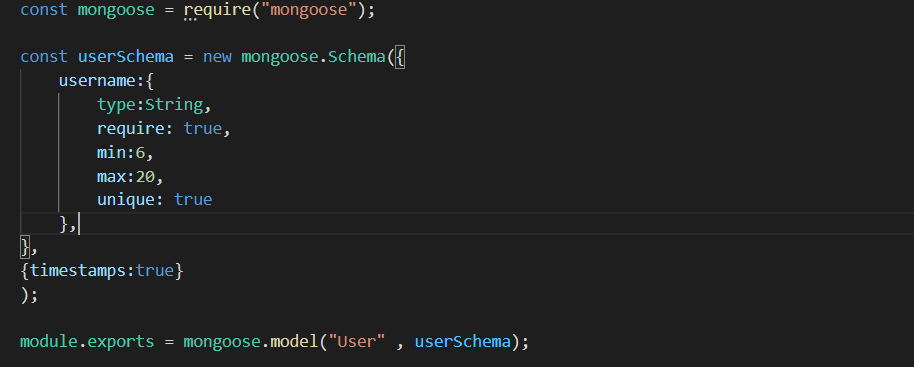 const mongoose = require("mongoose");
const userSchema = new mongoose.Schema({
username:{
type:String,
require: true,
min:6,
max:20,
unique: true
},
},
{timestamps:true}
);
module.exports = mongoose.model("User" , userSchema);